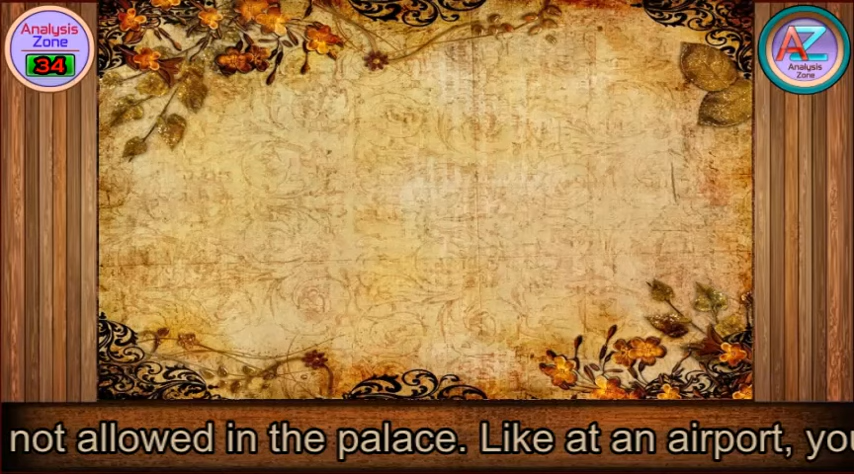 Analysis
Zone
34
AZ
Analysis
Zone
not allowed in the palace. Like at an airport, you